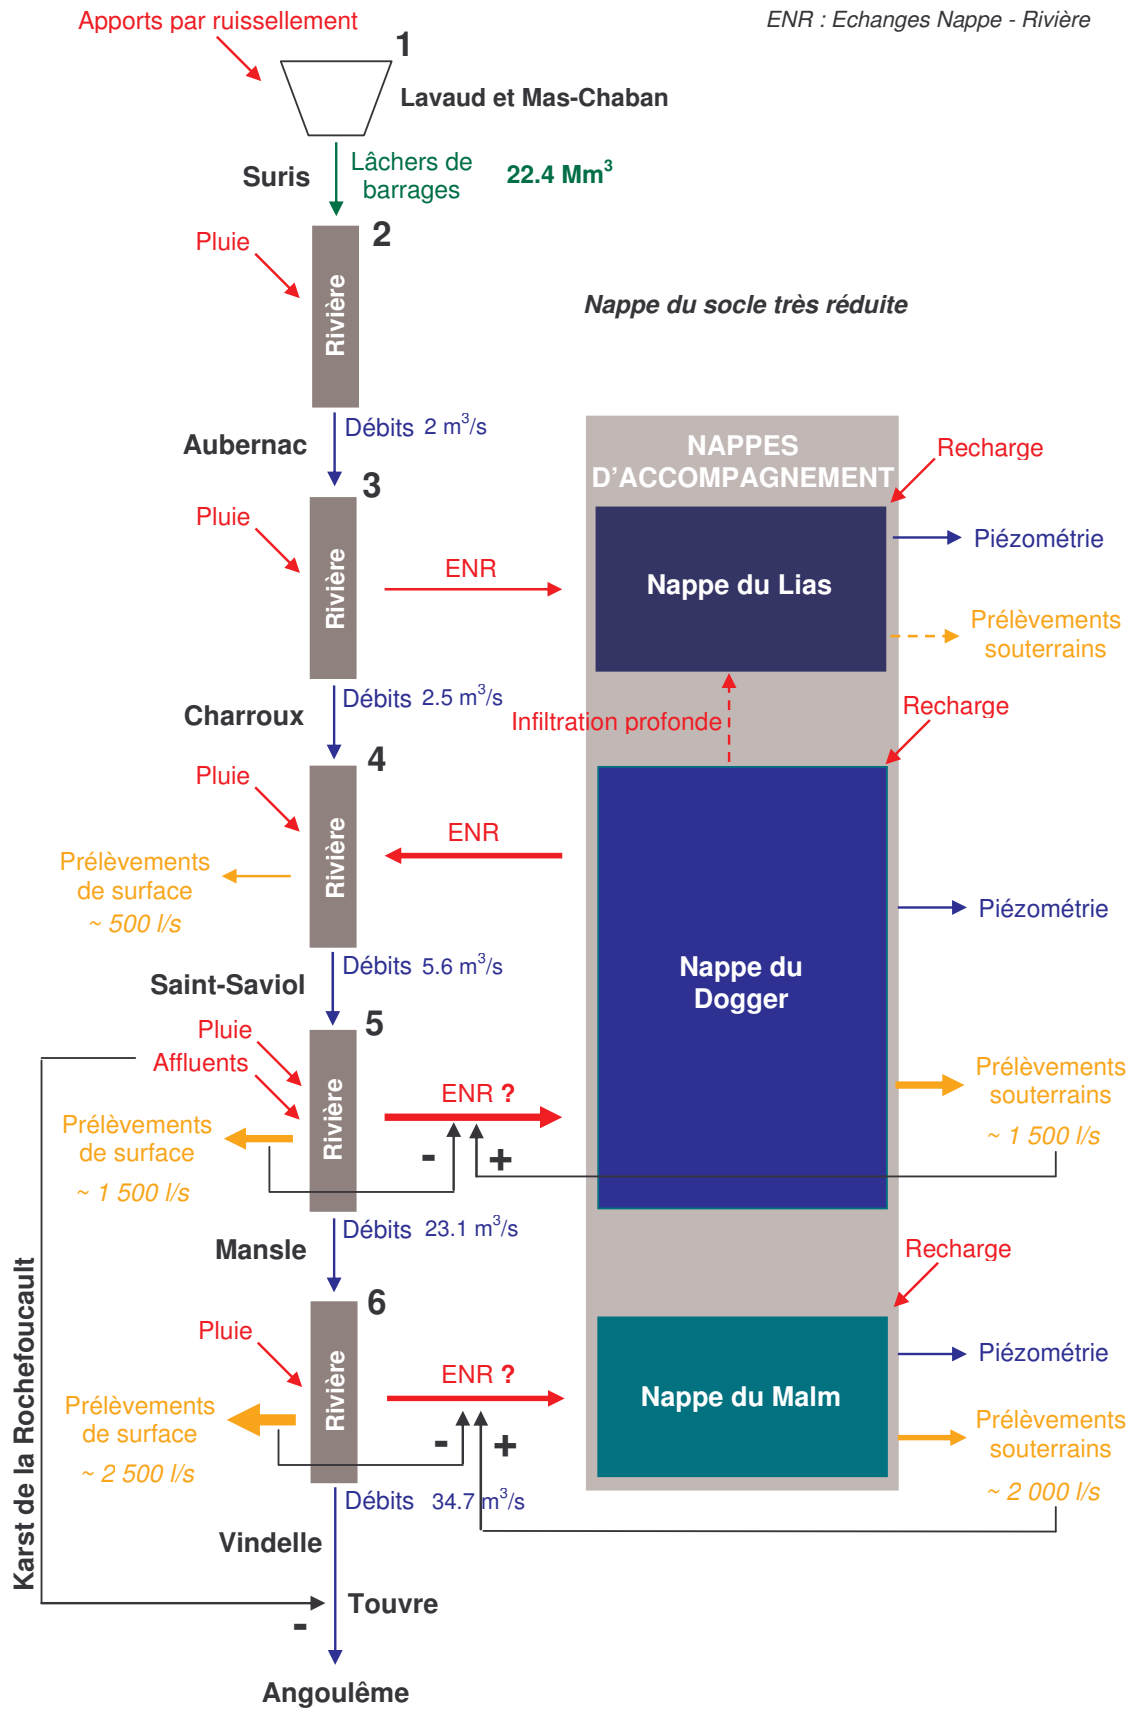 Apports par ruissellement
ENR : Echanges Nappe - Rivière
1
Lavaud et Mas-Chaban
Suris
Lâchers de
barrages
22.4 Mm³
2
Pluie
Rivière
Nappe du socle très réduite
Débits 2 m³/s
Aubernac
3
Pluie
Rivière
ENR
NAPPES
D'ACCOMPAGNEMENT
Recharge
Nappe du Lias
Piézométrie
Prélèvements
souterrains
Débits 2.5 m³/s
Charroux
Infiltration profonde
Recharge
4
Pluie
Rivière
ENR
Prélèvements
de surface
~ 500 l/s
Nappe du
Dogger
Piézométrie
Débits 5.6 m³/s
Saint-Saviol
5
Pluie
Affluents
Rivière
ENR ?
Prélèvements
de surface
~ 1 500 l/s
-
+
Prélèvements
souterrains
~ 1 500 l/s
Débits 23.1 m³/s
Mansle
Recharge
6
Pluie
Rivière
ENR ?
Prélèvements
de surface
~ 2 500 l/s
-
+
Nappe du Malm
Piézométrie
Prélèvements
souterrains
~ 2 000 l/s
Débits 34.7 m³/s
Vindelle
Karst de la Rochefoucault
-
Touvre
Angoulême